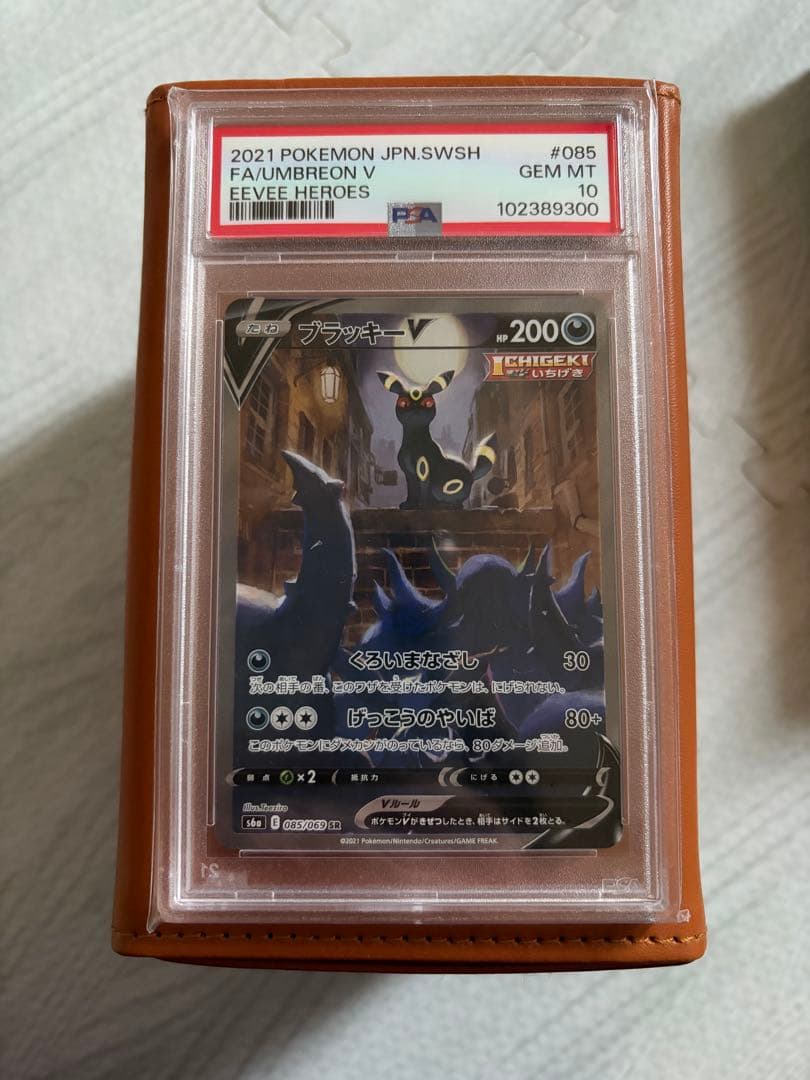 2021 POKEMON JPN.SWSH #085
FA/UMBREON V GEM MT
EEVEE HEROES 10
PSA 102389300
たね ブラッキーV HP 200
ICHIGEKI
いちげき
くろいまなざし 30
次の相手の番、このワザを受けたポケモンは、にげられない。
げっこうのやいば 80+
このポケモンにダメカンがのっているなら、80ダメージ追加。
弱点 ×2 抵抗力 にげる
Illus.Teeziro
Vルール
s6a E 085/069 SR
ポケモンVがきぜつしたとき、相手はサイドを2枚とる。
©2021 Pokémon/Nintendo/Creatures/GAME FREAK.
PSA